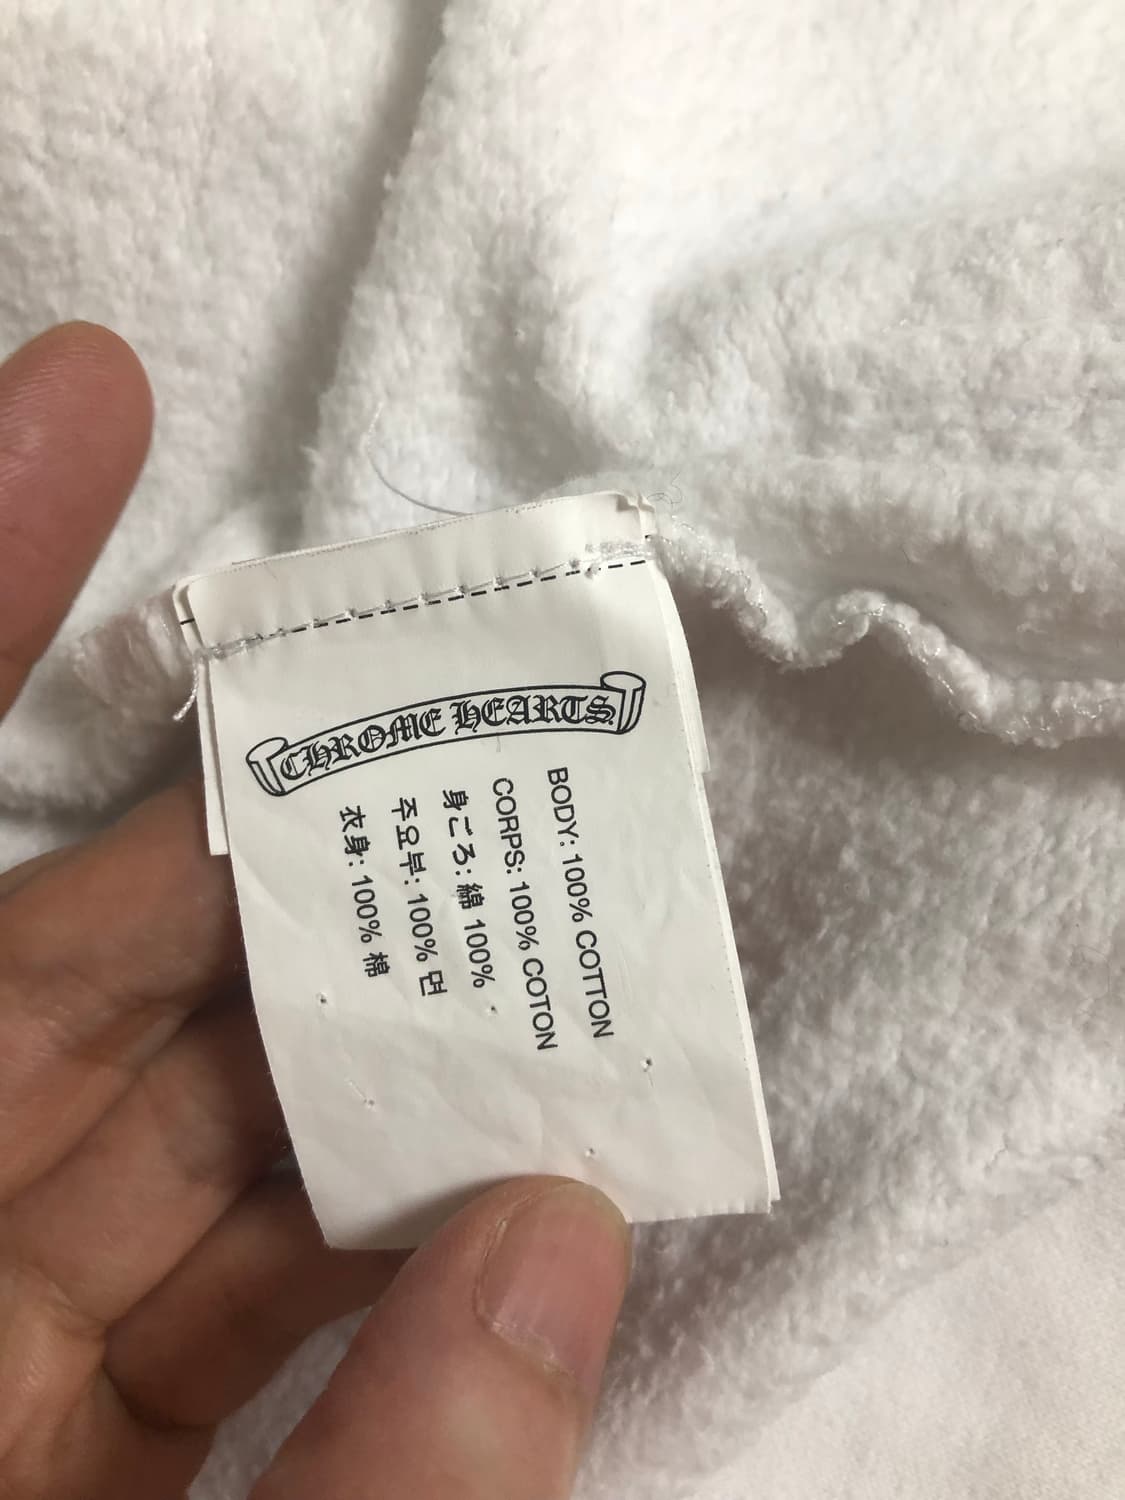 CHROME HEARTS
BODY: 100% COTTON
CORPS: 100% COTON
身ごろ: 綿 100%
주요부: 100% 면
衣身: 100% 棉